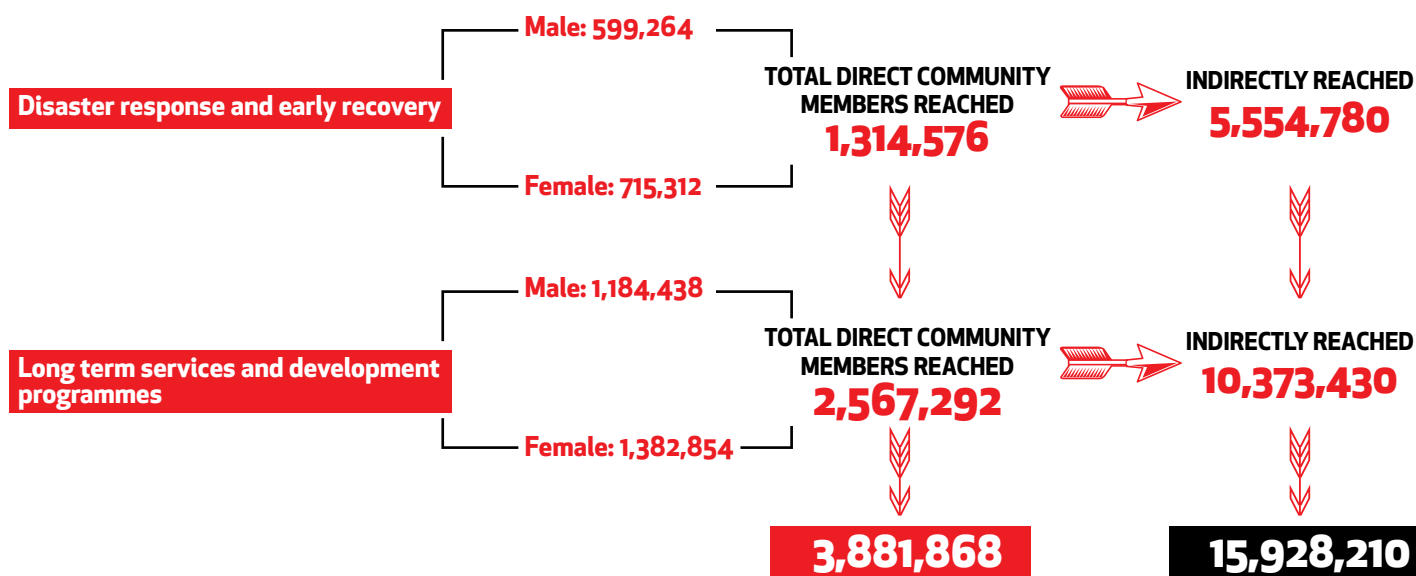 Male: 599,264
Disaster response and early recovery
TOTAL DIRECT COMMUNITY
MEMBERS REACHED
1,314,576
INDIRECTLY REACHED
5,554,780
Female: 715,312
Male: 1,184,438
Long term services and development
programmes
TOTAL DIRECT COMMUNITY
MEMBERS REACHED
2,567,292
INDIRECTLY REACHED
10,373,430
Female: 1,382,854
3,881,868
15,928,210